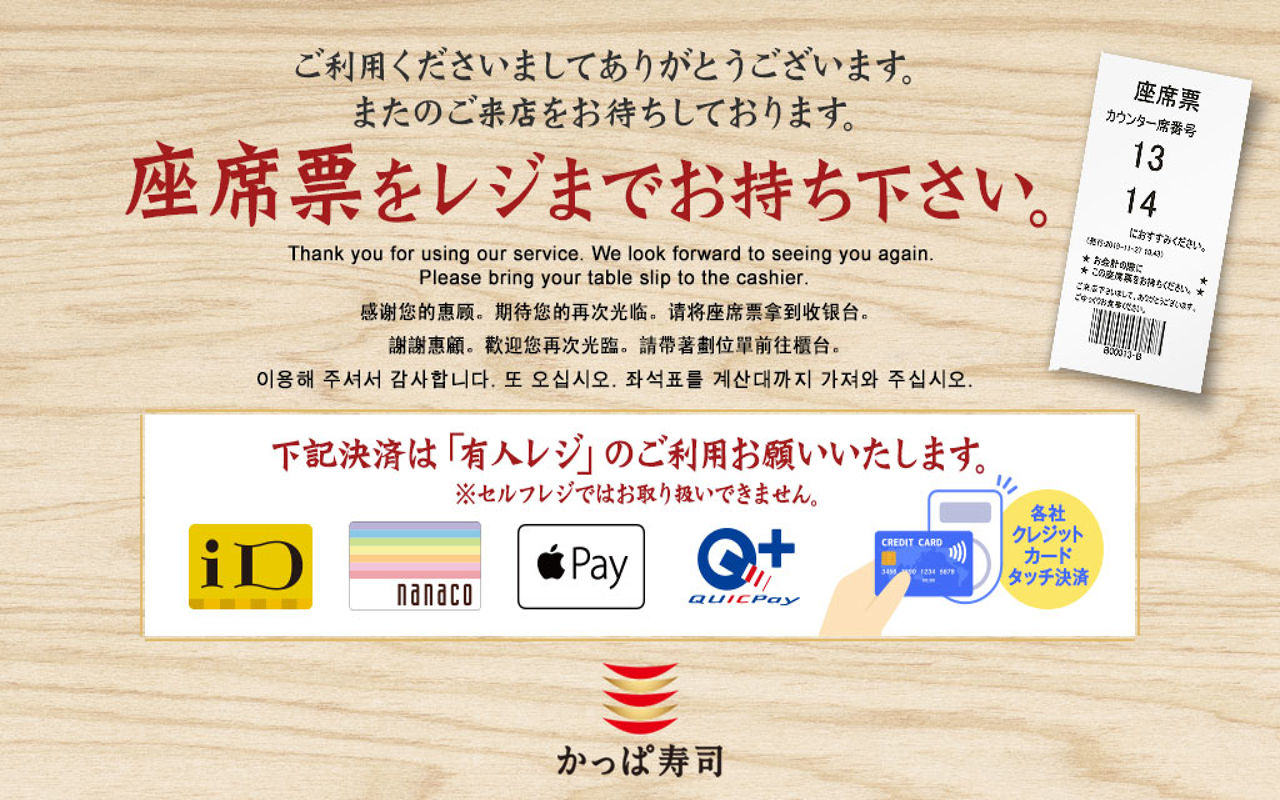 ご利用くださいましてありがとうございます。
またのご来店をお待ちしております。
座席票をレジまでお持ち下さい。
Thank you for using our service. We look forward to seeing you again.
Please bring your table slip to the cashier.
感谢您的惠顾。期待您的再次光临。请将座席票拿到收银台。
謝謝惠顧。歡迎您再次光臨。請帶著劃位單前往櫃台。
이용해 주셔서 감사합니다. 또 오십시오. 좌석표를 계산대까지 가져와 주십시오.
座席票
カウンター席番号
13
14
におすすみください。
(発行:2019-11-27 10:43)
★ お会計の際に ★
★ この座席票をお持ちください。 ★
ご来店下さいまして、ありがとうございます。
ごゆっくりお食事ください。
B00013-B
下記決済は「有人レジ」のご利用お願いいたします。
※セルフレジではお取り扱いできません。
iD
nanaco
Pay
Q+
QUICPay
CREDIT CARD
各社
クレジット
カード
タッチ決済
かっぱ寿司